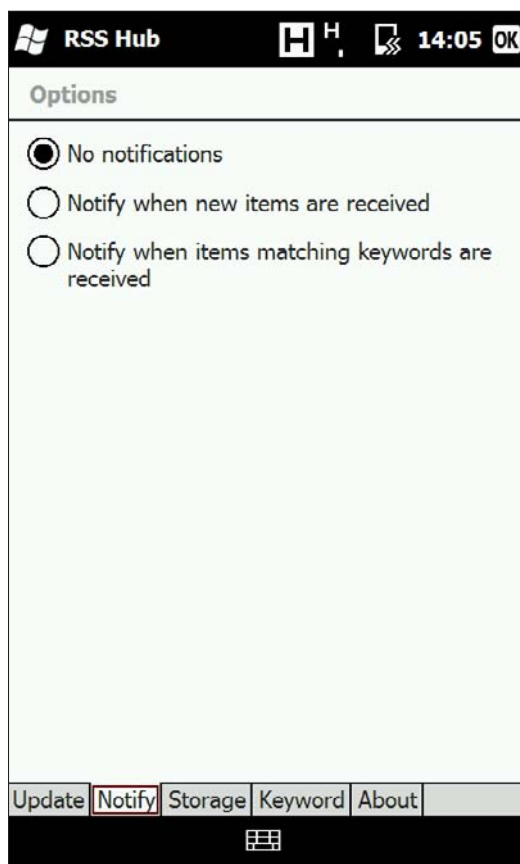 RSS Hub H H 14:05 OK
Options
No notifications
Notify when new items are received
Notify when items matching keywords are
received
Update Notify Storage Keyword About